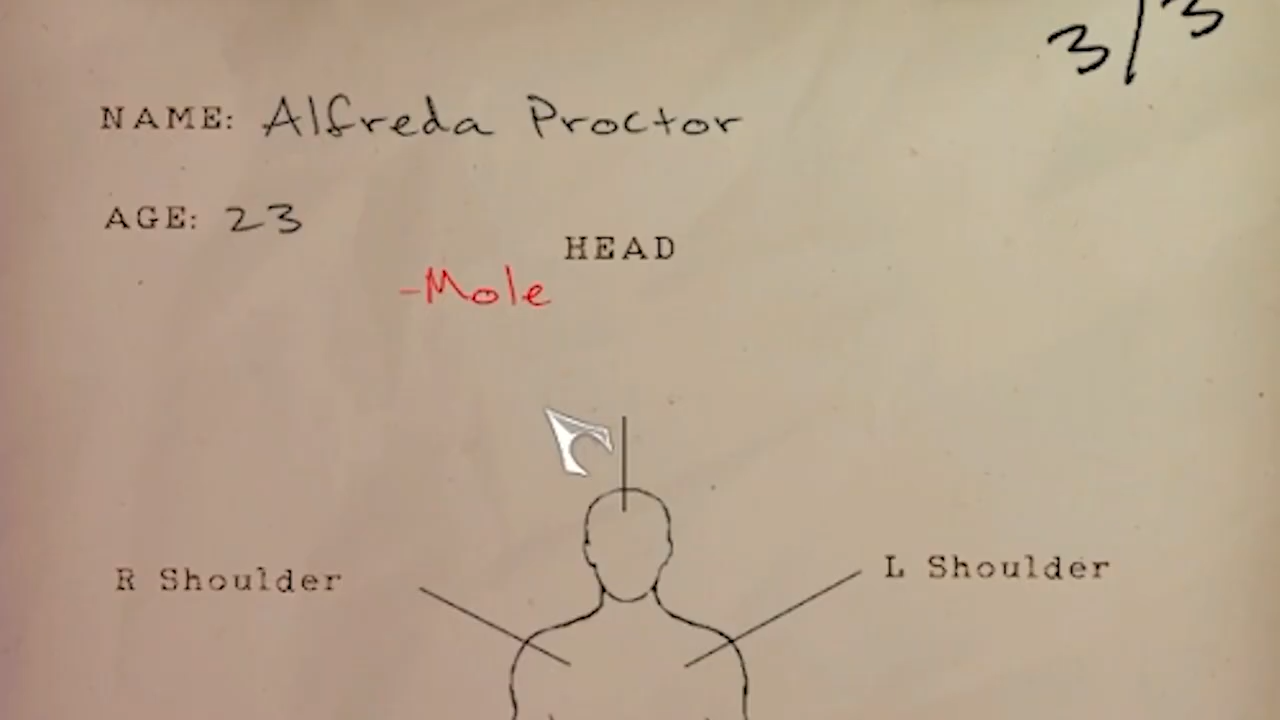 3/3
NAME: Alfreda Proctor
AGE: 23
HEAD
-Mole
R Shoulder
L Shoulder